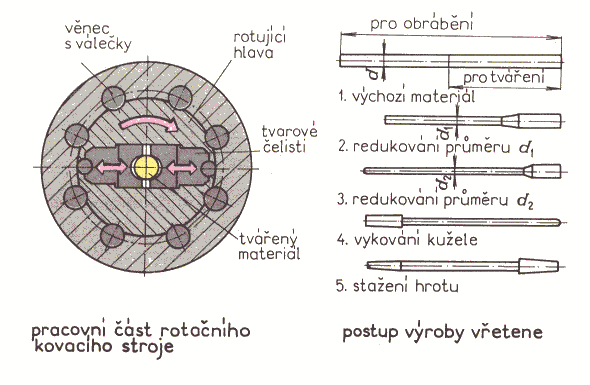 věnec
s válečky
rotující
hlava
tvarové
čelisti
tvářený
materiál
pracovní část rotačního
kovacího stroje
pro obrábění
d
pro tváření
1. výchozí materiál
d1
2. redukování průměru d1
d2
3. redukování průměru d2
4. vykování kužele
5. stažení hrotu
postup výroby vřetene